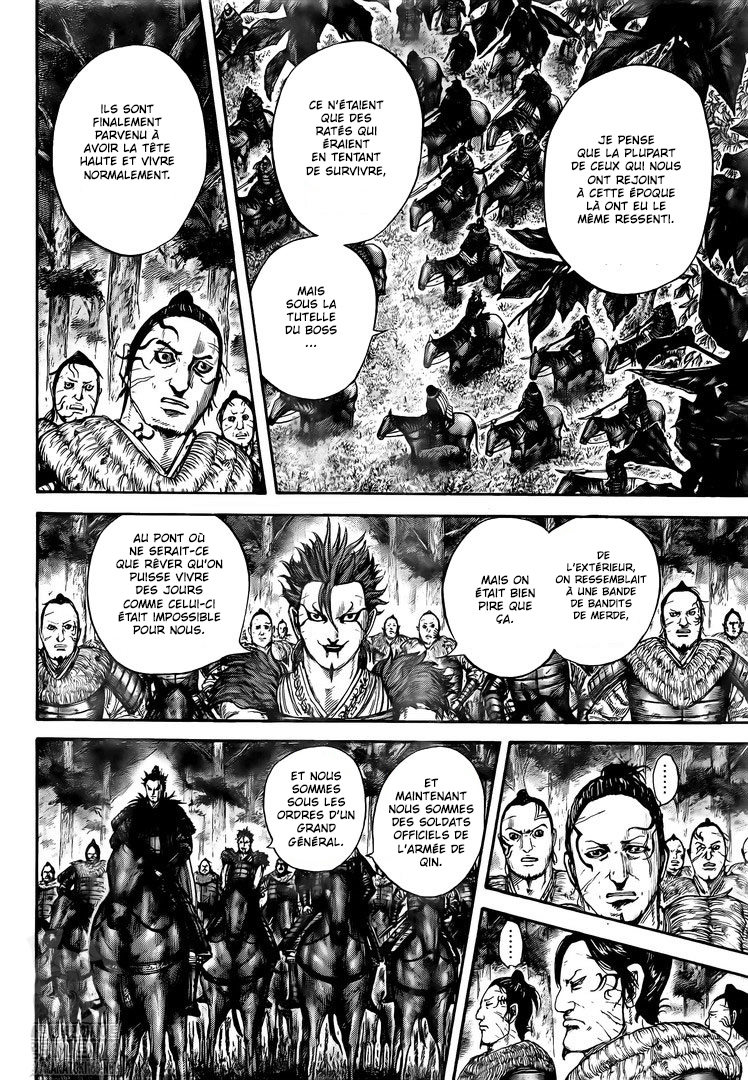 JE PENSE
QUE LA PLUPART
DE CEUX QUI NOUS
ONT REJOINT
À CETTE ÉPOQUE
LÀ ONT EU LE
MÊME RESSENT!.
CE N'ÉTAIENT
QUE DES
RATÉS QUI
ÉRAIENT
EN TENTANT
DE SURVIVRE,
MAIS
SOUS LA
TUTELLE
DU BOSS
...
ILS SONT
FINALEMENT
PARVENU À
AVOIR LA TÊTE
HAUTE ET VIVRE
NORMALEMENT.
DE
L'EXTÉRIEUR,
ON RESSEMBLAIT
À UNE BANDE
DE BANDITS
DE MERDE,
MAIS ON
ÉTAIT BIEN
PIRE QUE
ÇA.
AU PONT OÙ
NE SERAIT-CE
QUE RÊVER QU'ON
PUISSE VIVRE
DES JOURS
COMME CELUI-CI
ÉTAIT IMPOSSIBLE
POUR NOUS.
......
......
ET
MAINTENANT
NOUS SOMMES
DES SOLDATS
OFFICIELS DE
L'ARMÉE DE
QIN.
ET NOUS
SOMMES
SOUS LES
ORDRES D'UN
GRAND
GÉNÉRAL.